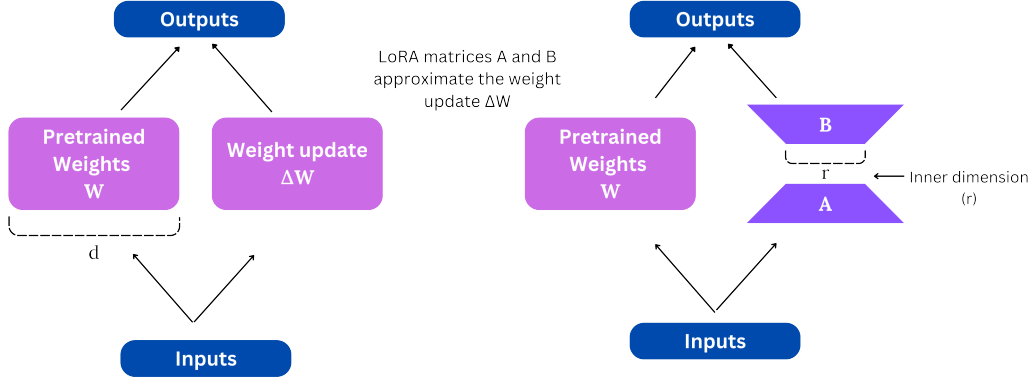 Outputs
Pretrained
Weights
W
Weight update
ΔW
d
Inputs
LoRA matrices A and B
approximate the weight
update ΔW
Outputs
Pretrained
Weights
W
B
r
A
Inner dimension
(r)
Inputs